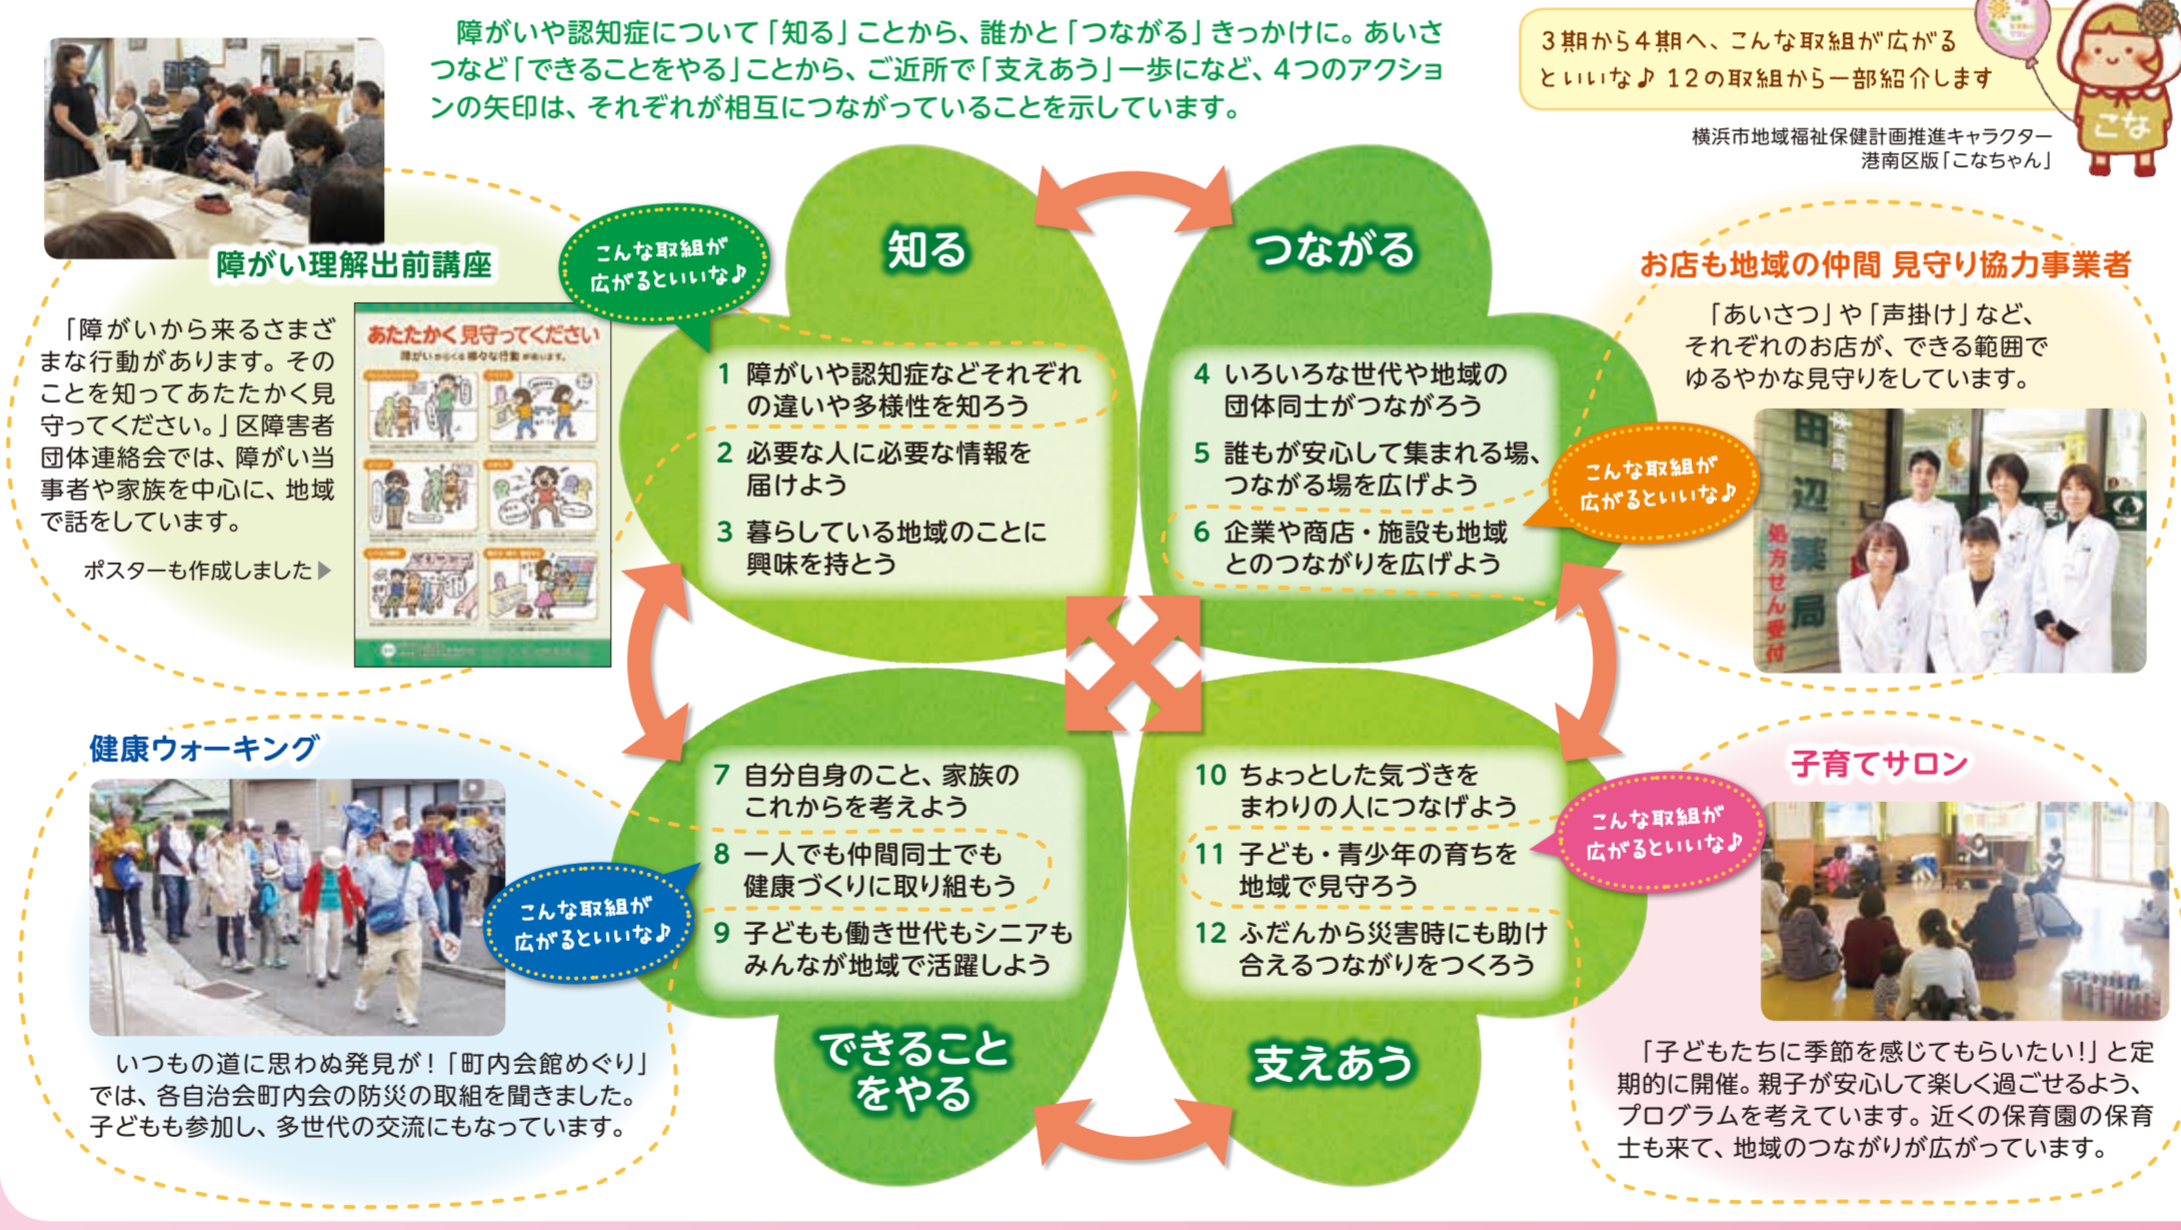 障がいや認知症について「知る」ことから、誰かと「つながる」きっかけに。あいさ
つなど「できることをやる」ことから、ご近所で「支えあう」一歩になど、4つのアクショ
ンの矢印は、それぞれが相互につながっていることを示しています。
3期から4期へ、こんな取組が広がる
といいな♪ 12の取組から一部紹介します
こな
横浜市地域福祉保健計画推進キャラクター
港南区版「こなちゃん」
障がい理解出前講座
「障がいから来るさまざ
まな行動があります。その
ことを知ってあたたかく見
守ってください。」区障害者
団体連絡会では、障がい当
事者や家族を中心に、地域
で話をしています。
ポスターも作成しました▶
あたたかく見守ってください
障がいからくる様々な行動があります。
こんな取組が
広がるといいな♪
知る
1 障がいや認知症などそれぞれ
の違いや多様性を知ろう
2 必要な人に必要な情報を
届けよう
3 暮らしている地域のことに
興味を持とう
つながる
4 いろいろな世代や地域の
団体同士がつながろう
5 誰もが安心して集まれる場、
つながる場を広げよう
6 企業や商店・施設も地域
とのつながりを広げよう
こんな取組が
広がるといいな♪
お店も地域の仲間 見守り協力事業者
「あいさつ」や「声掛け」など、
それぞれのお店が、できる範囲で
ゆるやかな見守りをしています。
田辺薬局
処方せん受付
健康ウォーキング
こんな取組が
広がるといいな♪
いつもの道に思わぬ発見が!「町内会館めぐり」
では、各自治会町内会の防災の取組を聞きました。
子どもも参加し、多世代の交流にもなっています。
7 自分自身のこと、家族の
これからを考えよう
8 一人でも仲間同士でも
健康づくりに取り組もう
9 子どもも働き世代もシニアも
みんなが地域で活躍しよう
できること
をやる
10 ちょっとした気づきを
まわりの人につなげよう
11 子ども・青少年の育ちを
地域で見守ろう
12 ふだんから災害時にも助け
合えるつながりをつくろう
支えあう
こんな取組が
広がるといいな♪
子育てサロン
「子どもたちに季節を感じてもらいたい!」と定
期的に開催。親子が安心して楽しく過ごせるよう、
プログラムを考えています。近くの保育園の保育
士も来て、地域のつながりが広がっています。